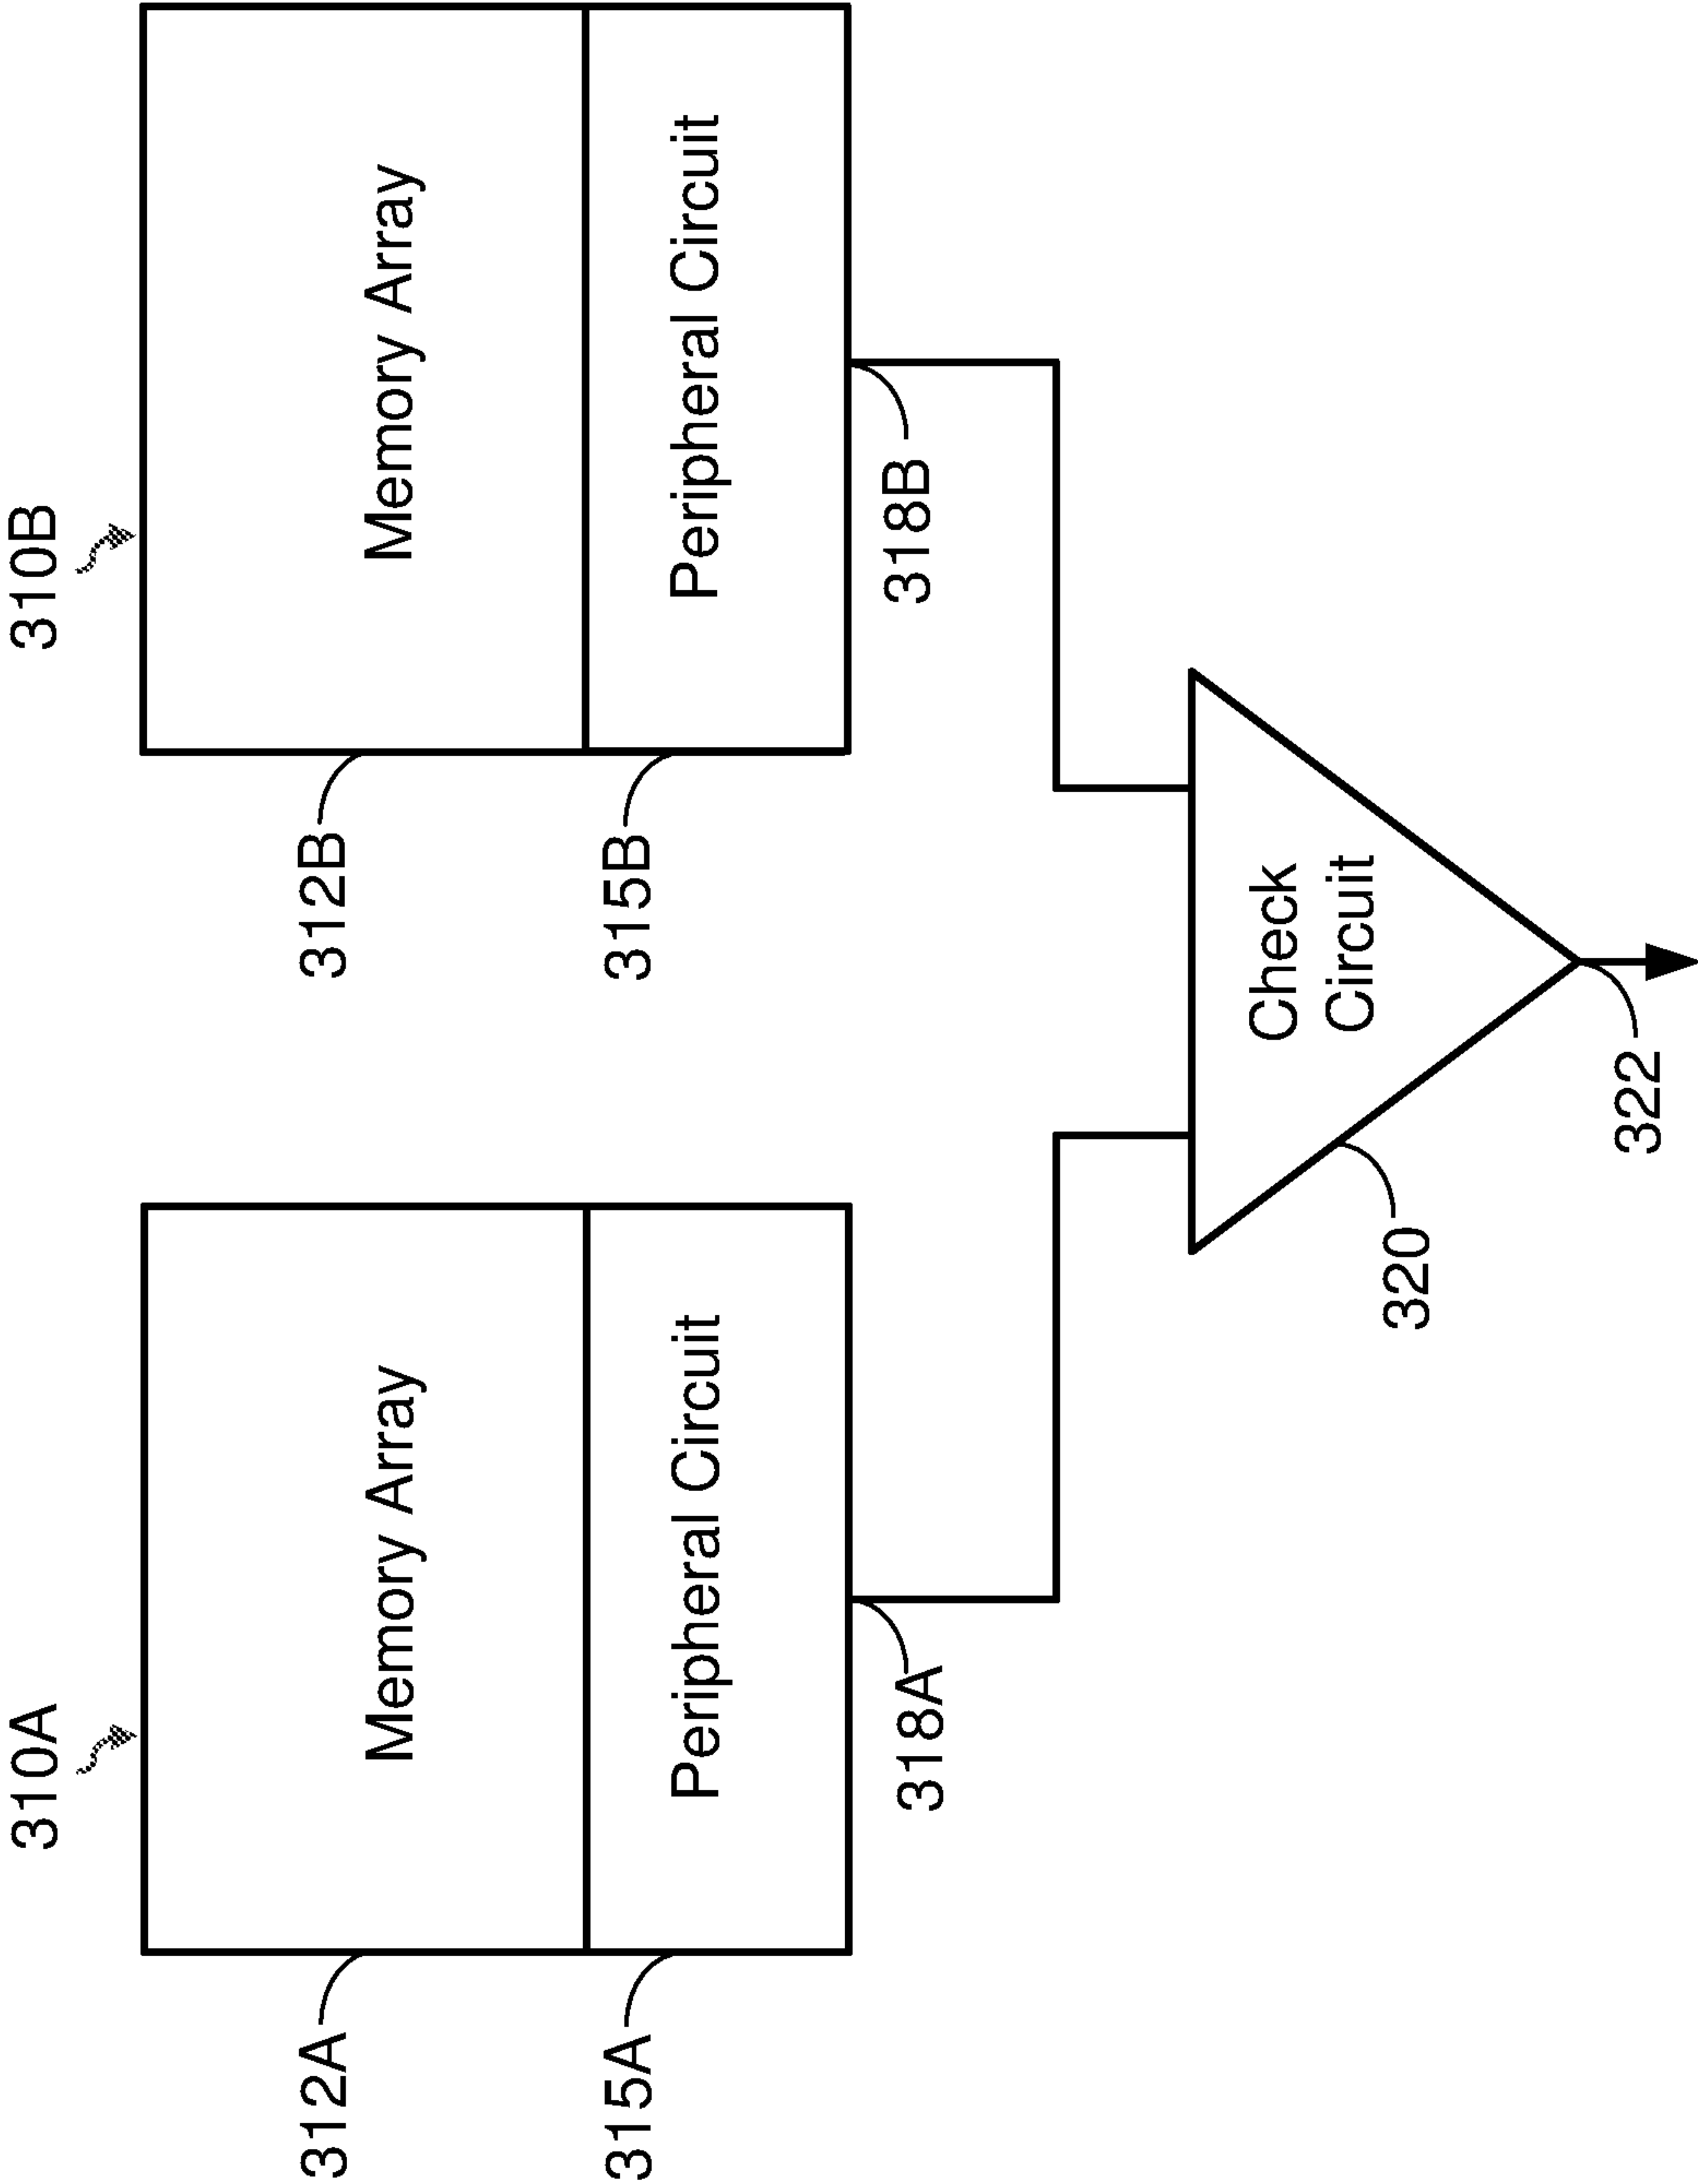 310A
310B
312A
Memory Array
312B
Memory Array
315A
Peripheral Circuit
315B
Peripheral Circuit
318A
318B
Check
Circuit
320
322